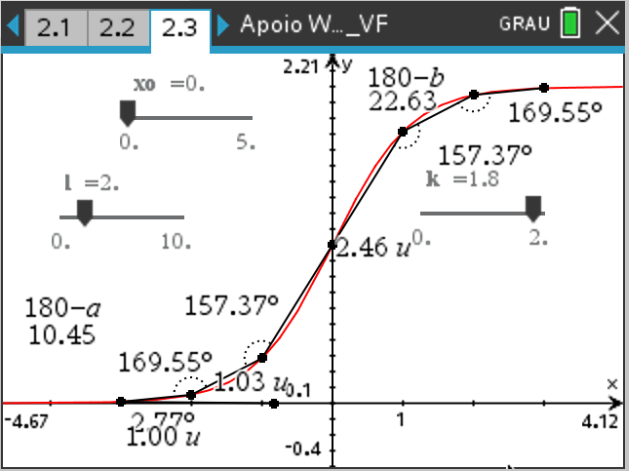 2.1 2.2 2.3 Apoio W..._VF GRAU
2.21 y
xo =0.
0. 5.
180-b
22.63
169.55°
157.37°
l =2.
0. 10.
k =1.8
0. 2.
2.46 u
180-a
10.45
157.37°
169.55°
1.03 u
0.1
x
-4.67
1
4.12
2.77°
1.00 u
-0.4